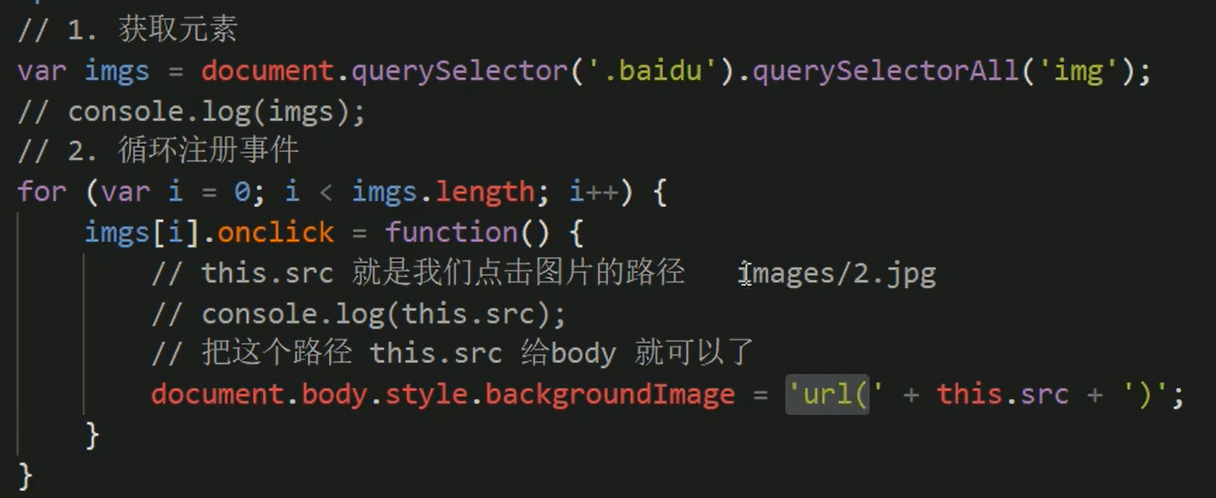 // 1. 获取元素
var imgs = document.querySelector('.baidu').querySelectorAll('img');
// console.log(imgs);
// 2. 循环注册事件
for (var i = 0; i < imgs.length; i++) {
imgs[i].onclick = function() {
// this.src 就是我们点击图片的路径 images/2.jpg
// console.log(this.src);
// 把这个路径 this.src 给body 就可以了
document.body.style.backgroundImage = 'url(' + this.src + ')';
}
}